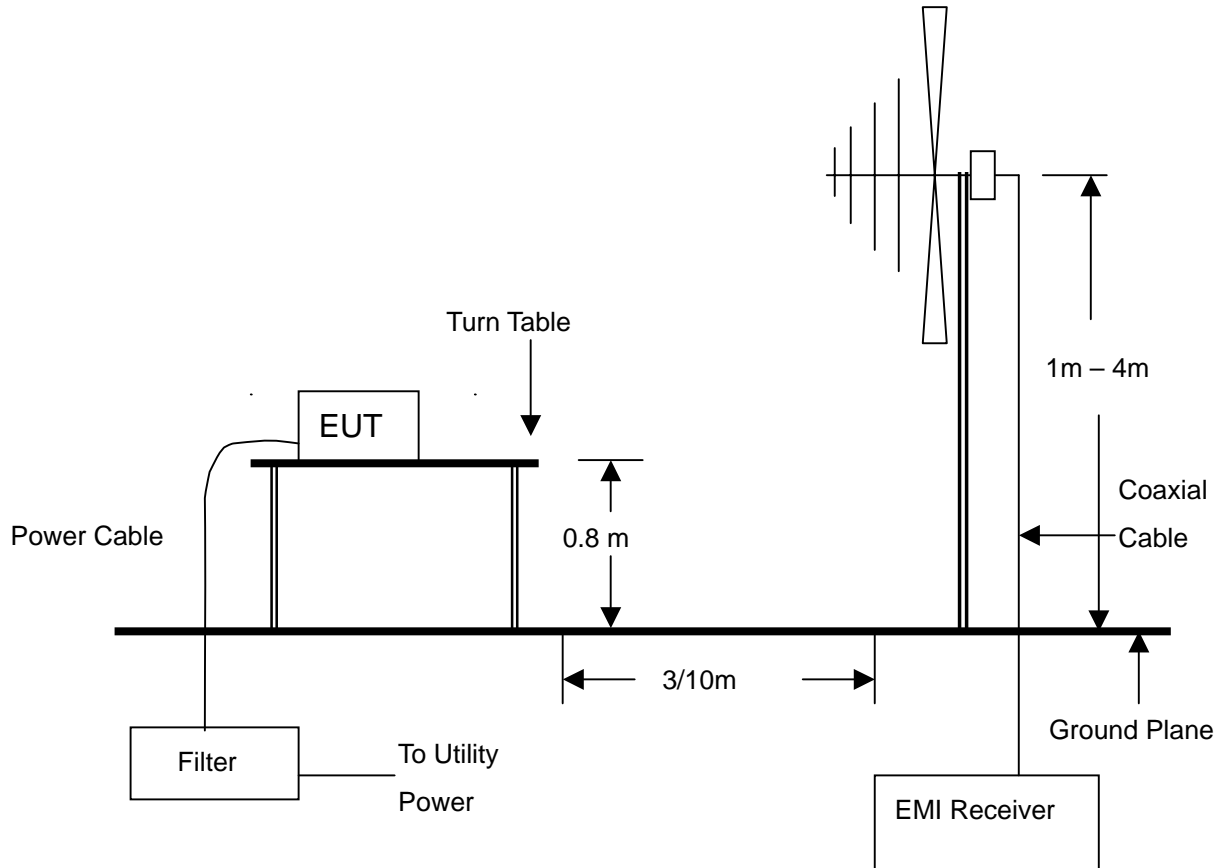 Turn Table
1m – 4m
EUT
Coaxial
Cable
Power Cable
0.8 m
3/10m
Ground Plane
Filter
To Utility
Power
EMI Receiver